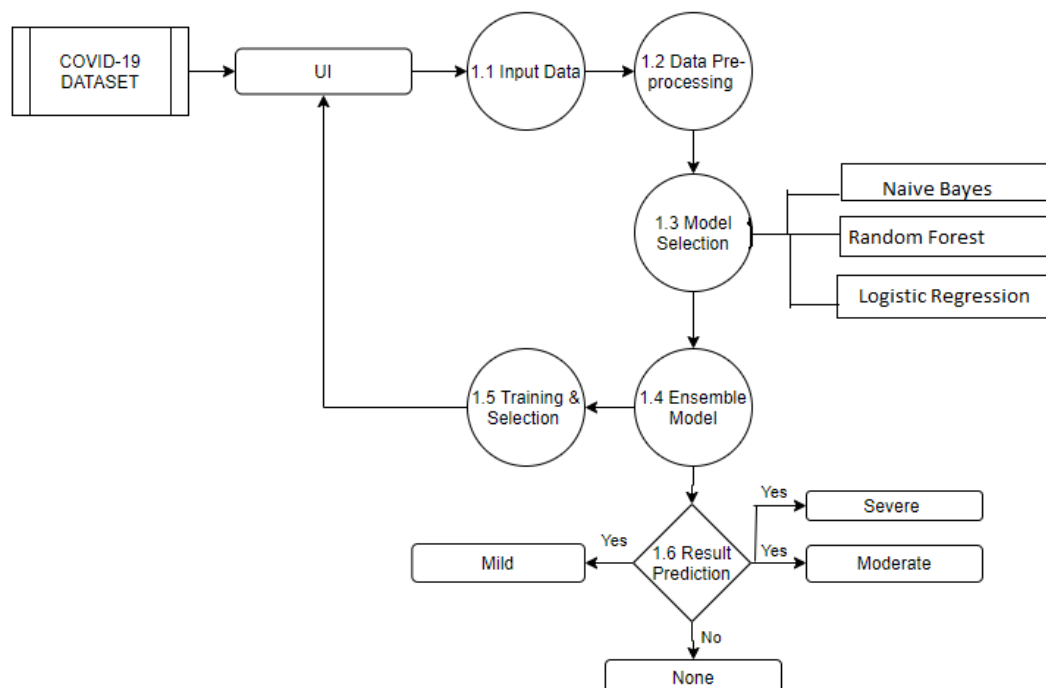 COVID-19
DATASET
UI
1.1 Input Data
1.2 Data Pre-
processing
1.3 Model
Selection
Naive Bayes
Random Forest
Logistic Regression
1.5 Training &
Selection
1.4 Ensemble
Model
Yes
Severe
Yes
Mild
1.6 Result
Prediction
Yes
Moderate
No
None